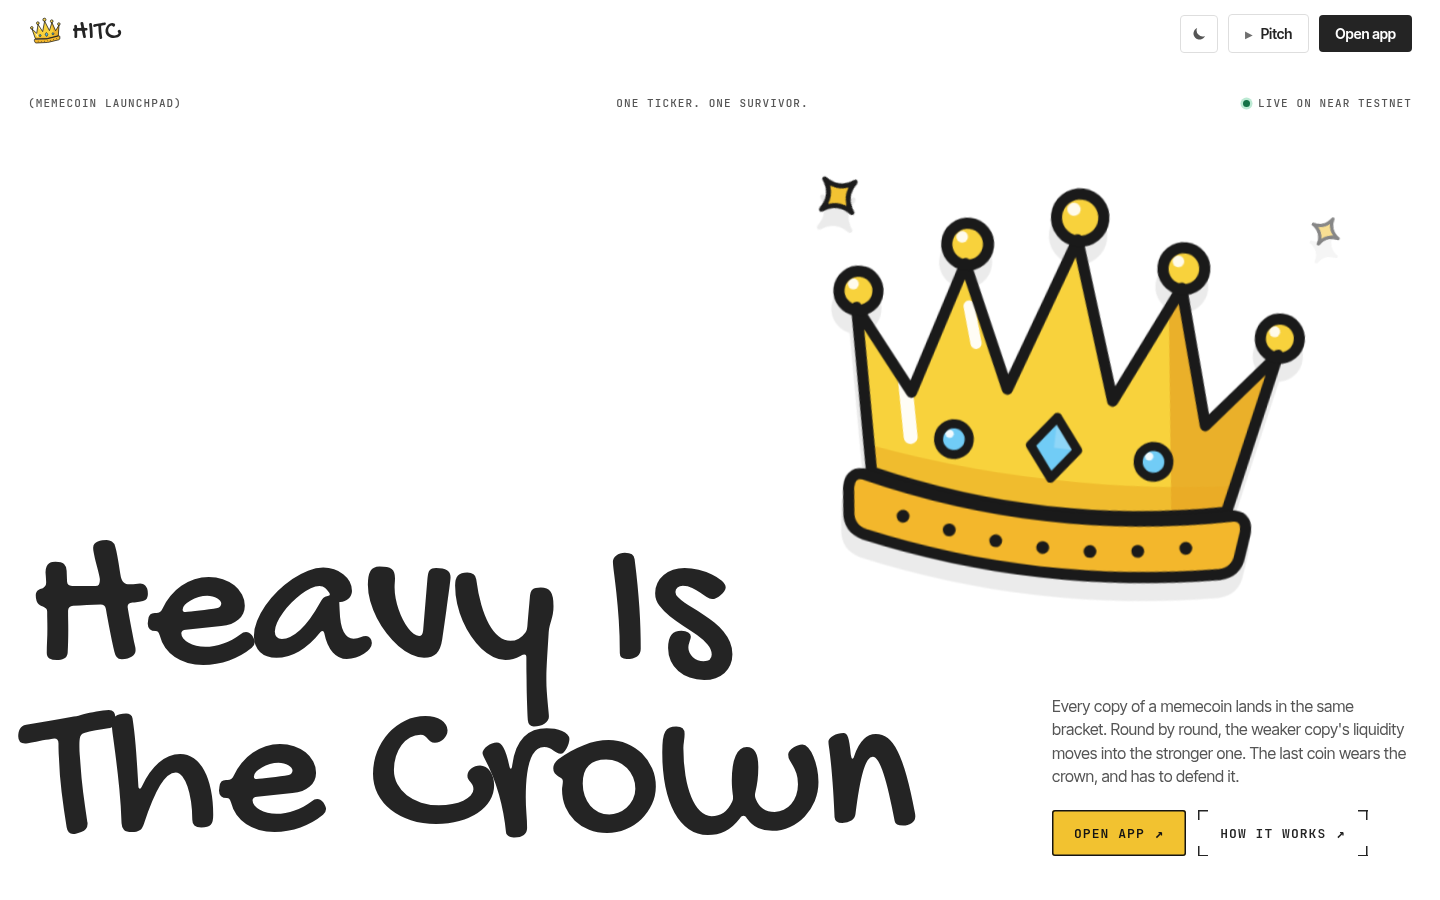 HITC
▸ Pitch
Open app
(MEMECOIN LAUNCHPAD)
ONE TICKER. ONE SURVIVOR.
LIVE ON NEAR TESTNET
Heavy Is
The Crown
Every copy of a memecoin lands in the same
bracket. Round by round, the weaker copy's liquidity
moves into the stronger one. The last coin wears the
crown, and has to defend it.
OPEN APP ↗
HOW IT WORKS ↗